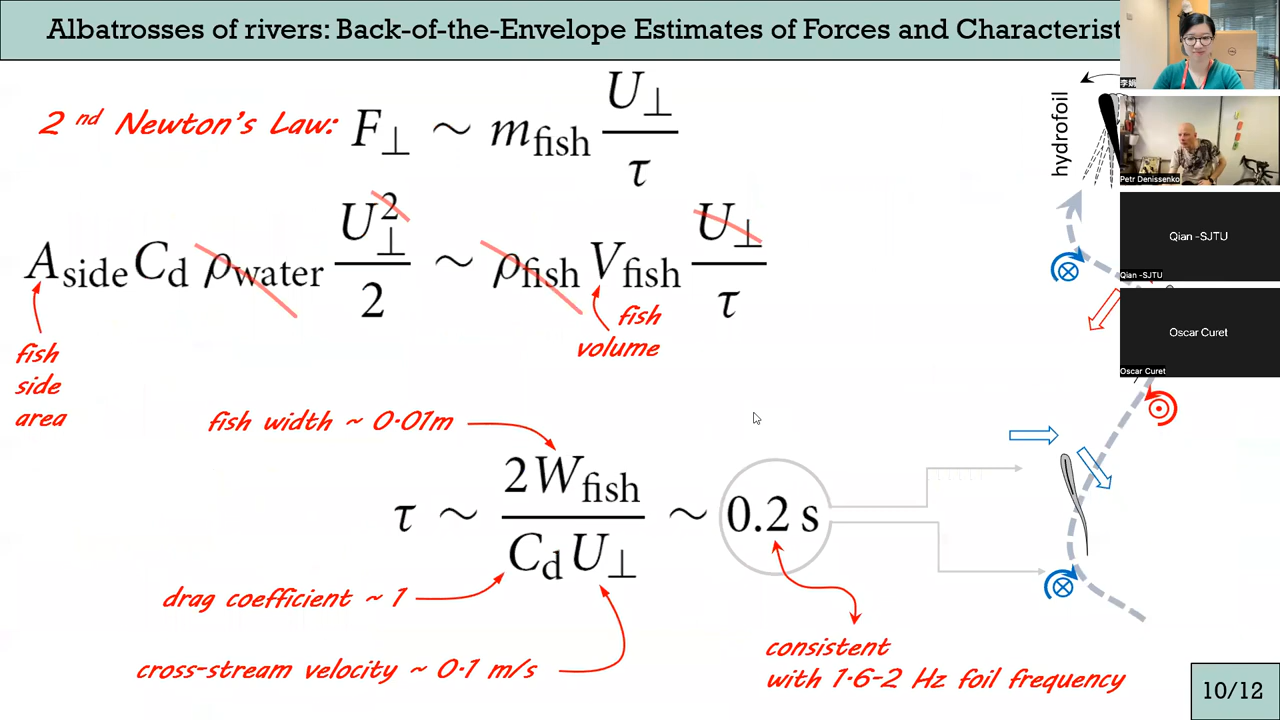 Albatrosses of rivers: Back-of-the-Envelope Estimates of Forces and Characterist
2 nd Newton's Law: F⊥ ~ m_fish U⊥/τ
A_side C_d ρ_water U⊥²/2 ~ ρ_fish V_fish U⊥/τ
fish
side
area
fish
volume
fish width ~ 0.01m
τ ~ 2W_fish/(C_d U⊥) ~ 0.2 s
drag coefficient ~ 1
cross-stream velocity ~ 0.1 m/s
consistent
with 1.6-2 Hz foil frequency
hydrofoil
李娟
Petr Denissenko
Qian -SJTU
Qian -SJTU
Oscar Curet
Oscar Curet
10/12